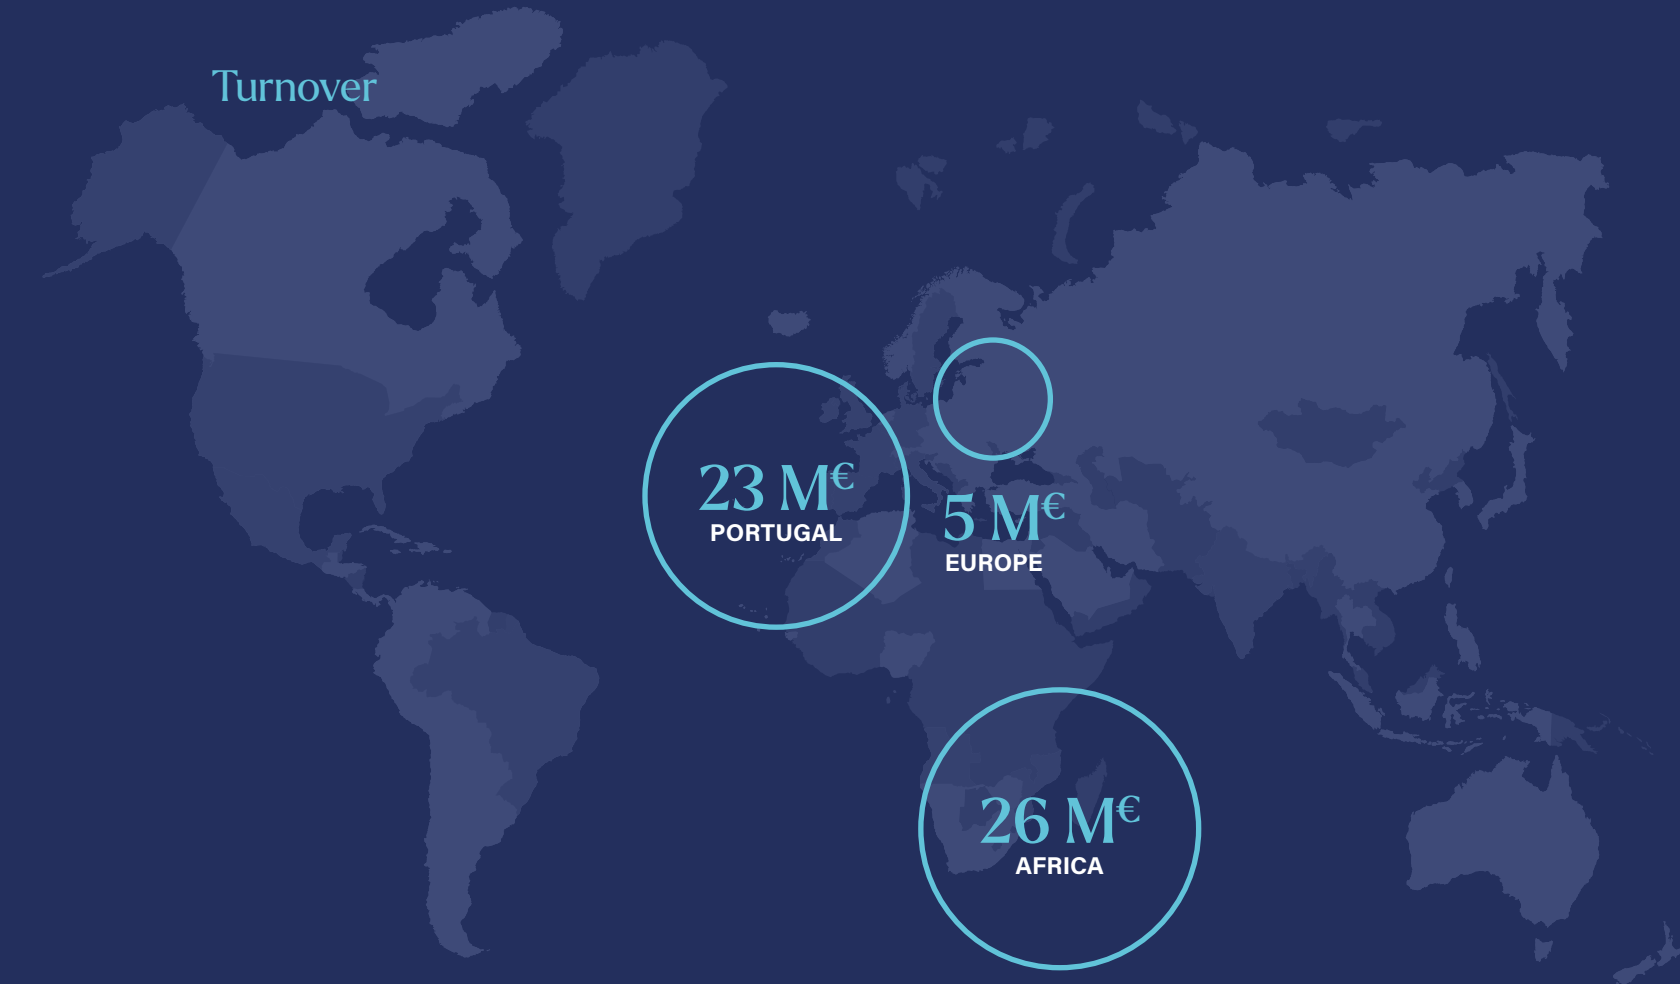 Turnover
23 M€
PORTUGAL
5 M€
EUROPE
26 M€
AFRICA